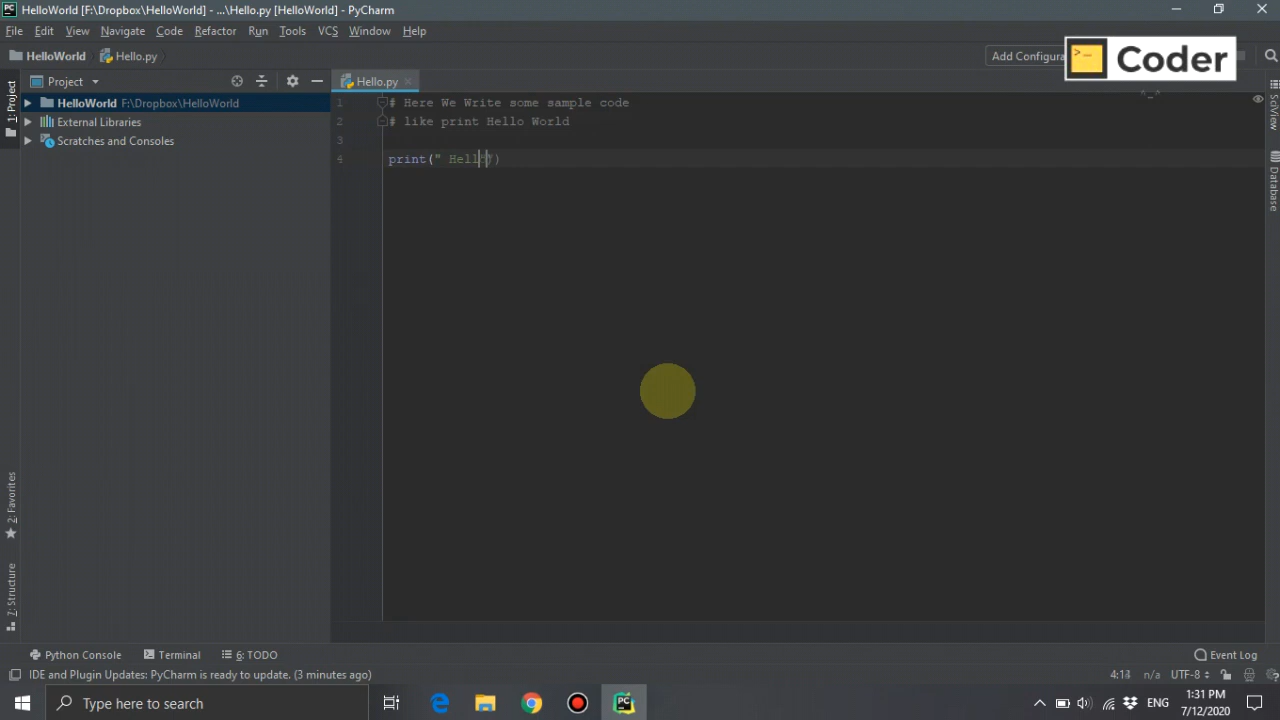 HelloWorld [F:\Dropbox\HelloWorld] - ...\Hello.py [HelloWorld] - PyCharm
File Edit View Navigate Code Refactor Run Tools VCS Window Help
HelloWorld Hello.py Add Configura
>- Coder
Project Hello.py
1: Project
HelloWorld F:\Dropbox\HelloWorld
External Libraries
Scratches and Consoles
1 # Here We Write some sample code
2 # like print Hello World
3
4 print(" Hell")
SciView
Database
2: Favorites
7: Structure
Python Console Terminal 6: TODO Event Log
IDE and Plugin Updates: PyCharm is ready to update. (3 minutes ago) n/a UTF-8
Type here to search ENG 1:31 PM
7/12/2020